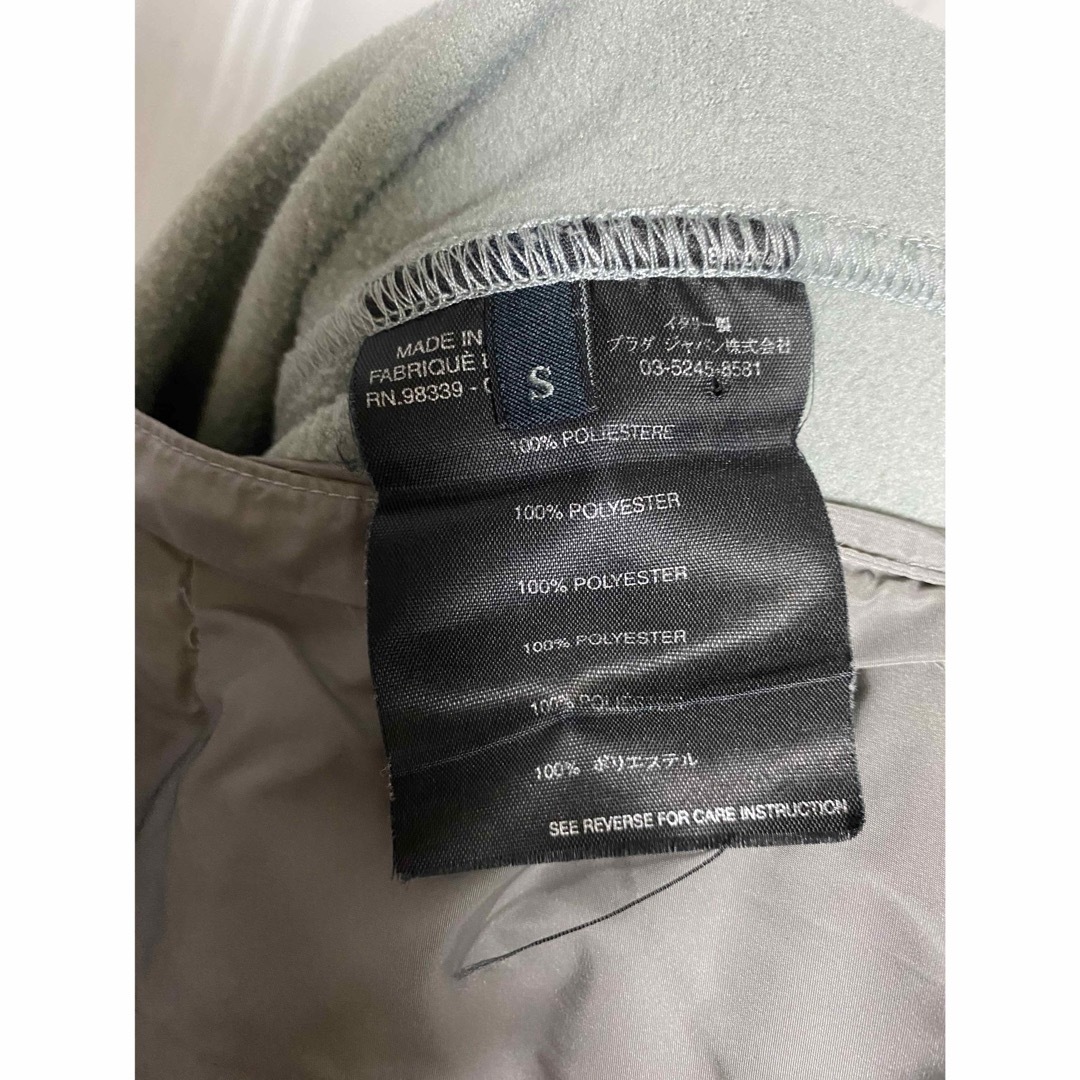 MADE IN
FABRIQUÉ
RN.98339 -
S
イタリー製
プラダ ジャパン株式会社
03-5245-8581
100% POLIESTERE
100% POLYESTER
100% POLYESTER
100% POLYESTER
100%
100% ポリエステル
SEE REVERSE FOR CARE INSTRUCTION